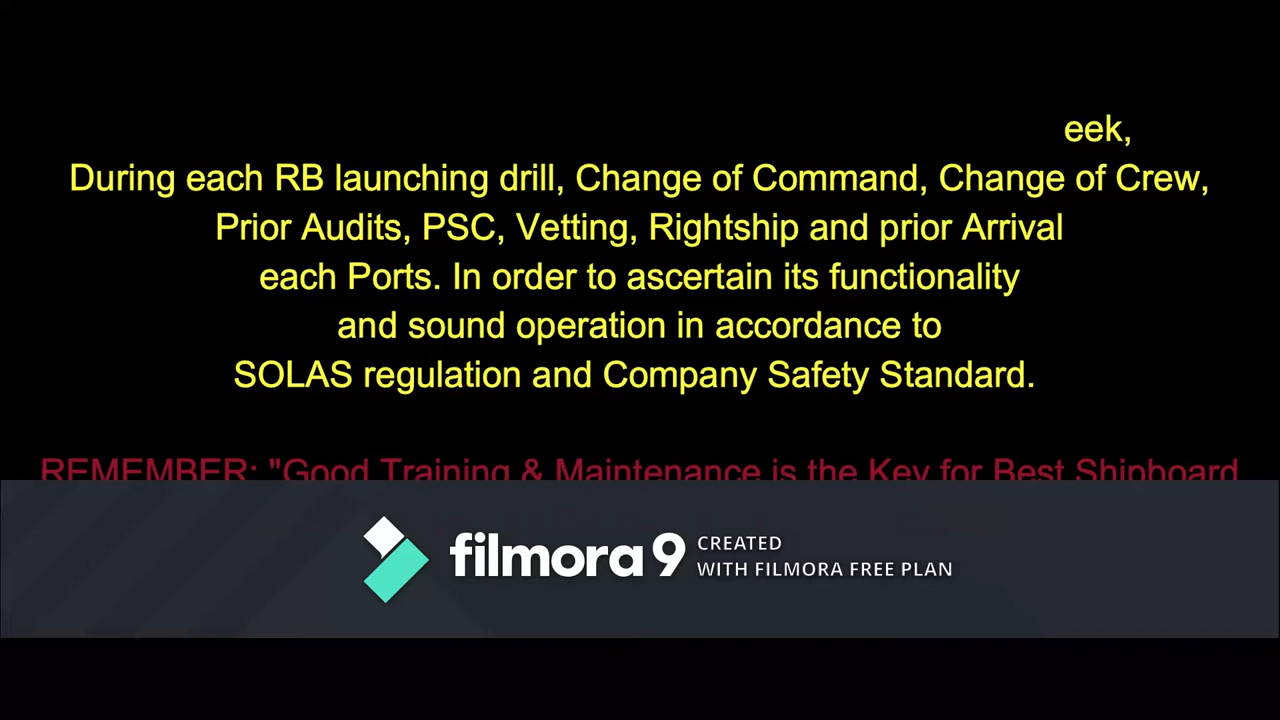 eek,
During each RB launching drill, Change of Command, Change of Crew,
Prior Audits, PSC, Vetting, Rightship and prior Arrival
each Ports. In order to ascertain its functionality
and sound operation in accordance to
SOLAS regulation and Company Safety Standard.
REMEMBER: "Good Training & Maintenance is the Key for Best Shipboard
filmora 9 CREATED
WITH FILMORA FREE PLAN